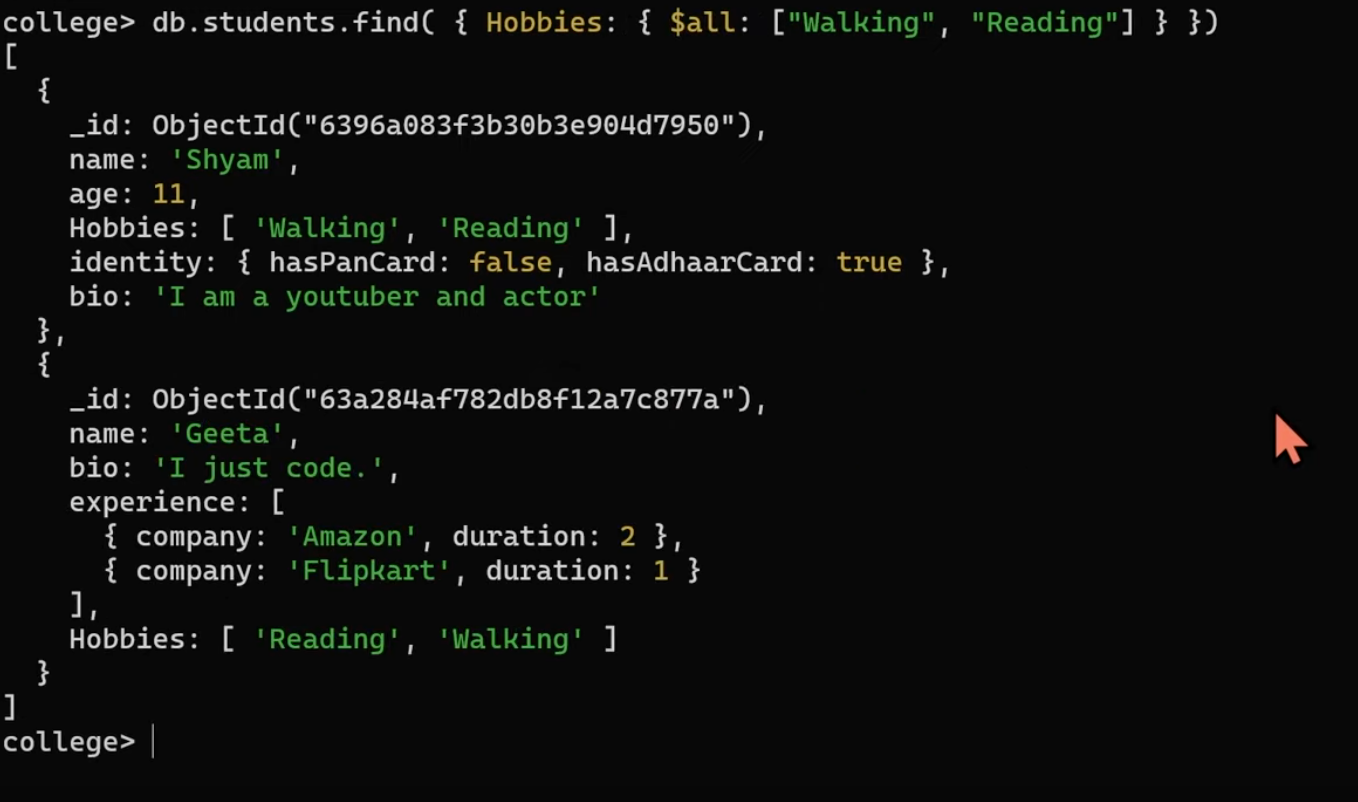 college> db.students.find( { Hobbies: { $all: ["Walking", "Reading"] } })
[
  {
    _id: ObjectId("6396a083f3b30b3e904d7950"),
    name: 'Shyam',
    age: 11,
    Hobbies: [ 'Walking', 'Reading' ],
    identity: { hasPanCard: false, hasAdhaarCard: true },
    bio: 'I am a youtuber and actor'
  },
  {
    _id: ObjectId("63a284af782db8f12a7c877a"),
    name: 'Geeta',
    bio: 'I just code.',
    experience: [
      { company: 'Amazon', duration: 2 },
      { company: 'Flipkart', duration: 1 }
    ],
    Hobbies: [ 'Reading', 'Walking' ]
  }
]
college>